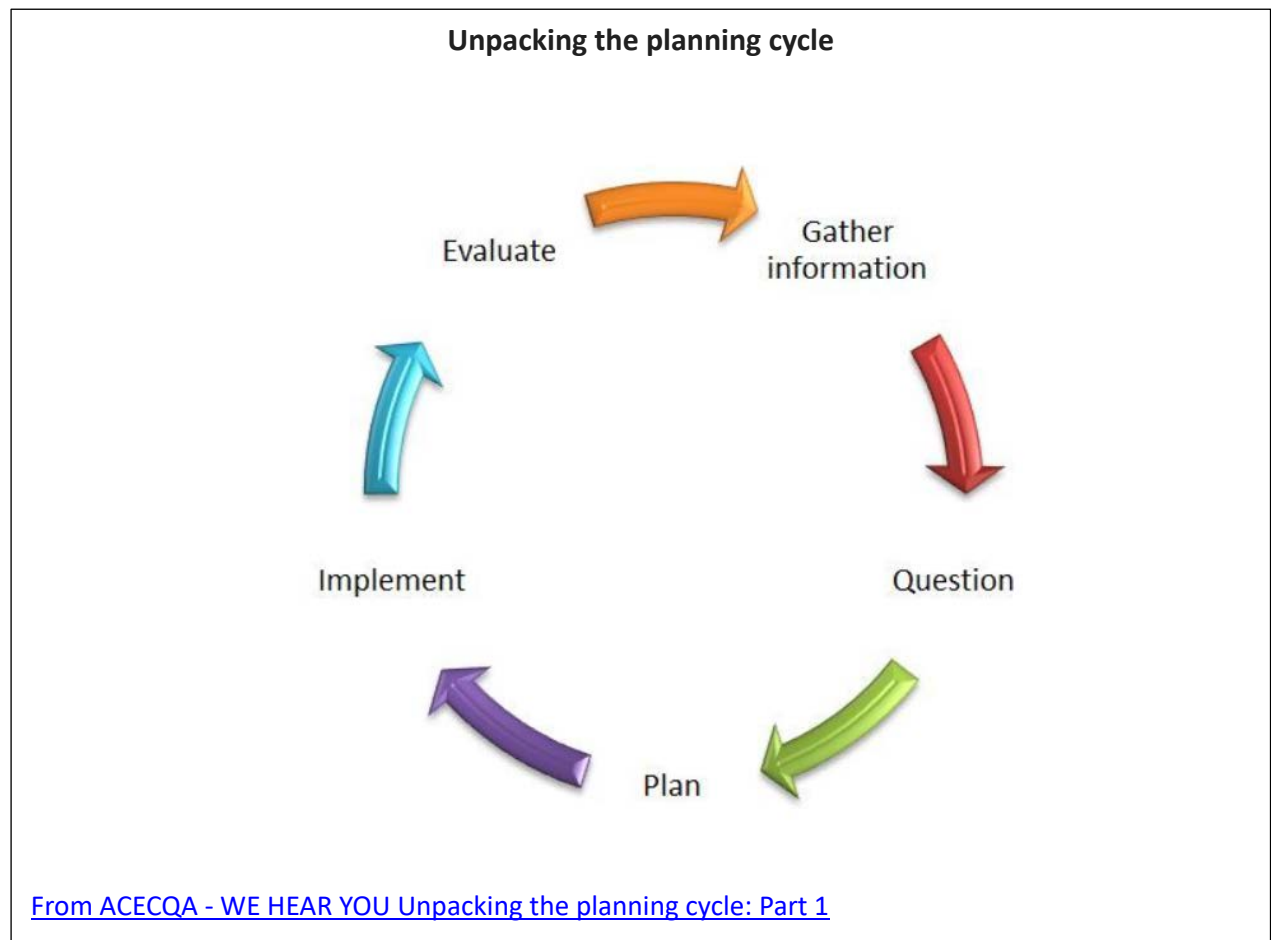 Unpacking the planning cycle
Evaluate
Gather
information
Question
Plan
Implement
From ACECQA - WE HEAR YOU Unpacking the planning cycle: Part 1